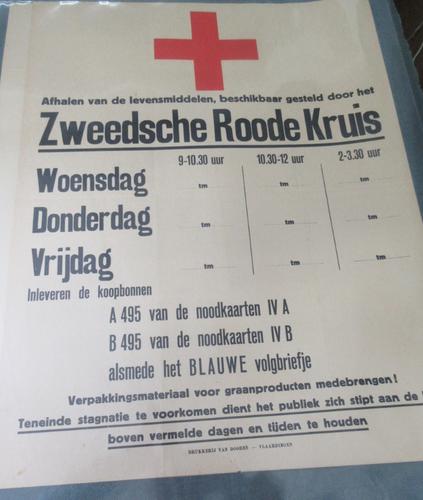 Afhalen van de levensmiddelen, beschikbaar gesteld door het
Zweedsche Roode Kruis
9-10.30 uur 10.30-12 uur 2-3.30 uur
Woensdag tm tm tm
Donderdag tm tm tm
Vrijdag tm tm tm
Inleveren de koopbonnen
A 495 van de noodkaarten IV A
B 495 van de noodkaarten IV B
alsmede het BLAUWE volgbriefje
Verpakkingsmateriaal voor graanproducten medebrengen!
Teneinde stagnatie te voorkomen dient het publiek zich stipt aan de
boven vermelde dagen en tijden te houden
DRUKKERIJ VAN DOOREN — VLAARDINGEN